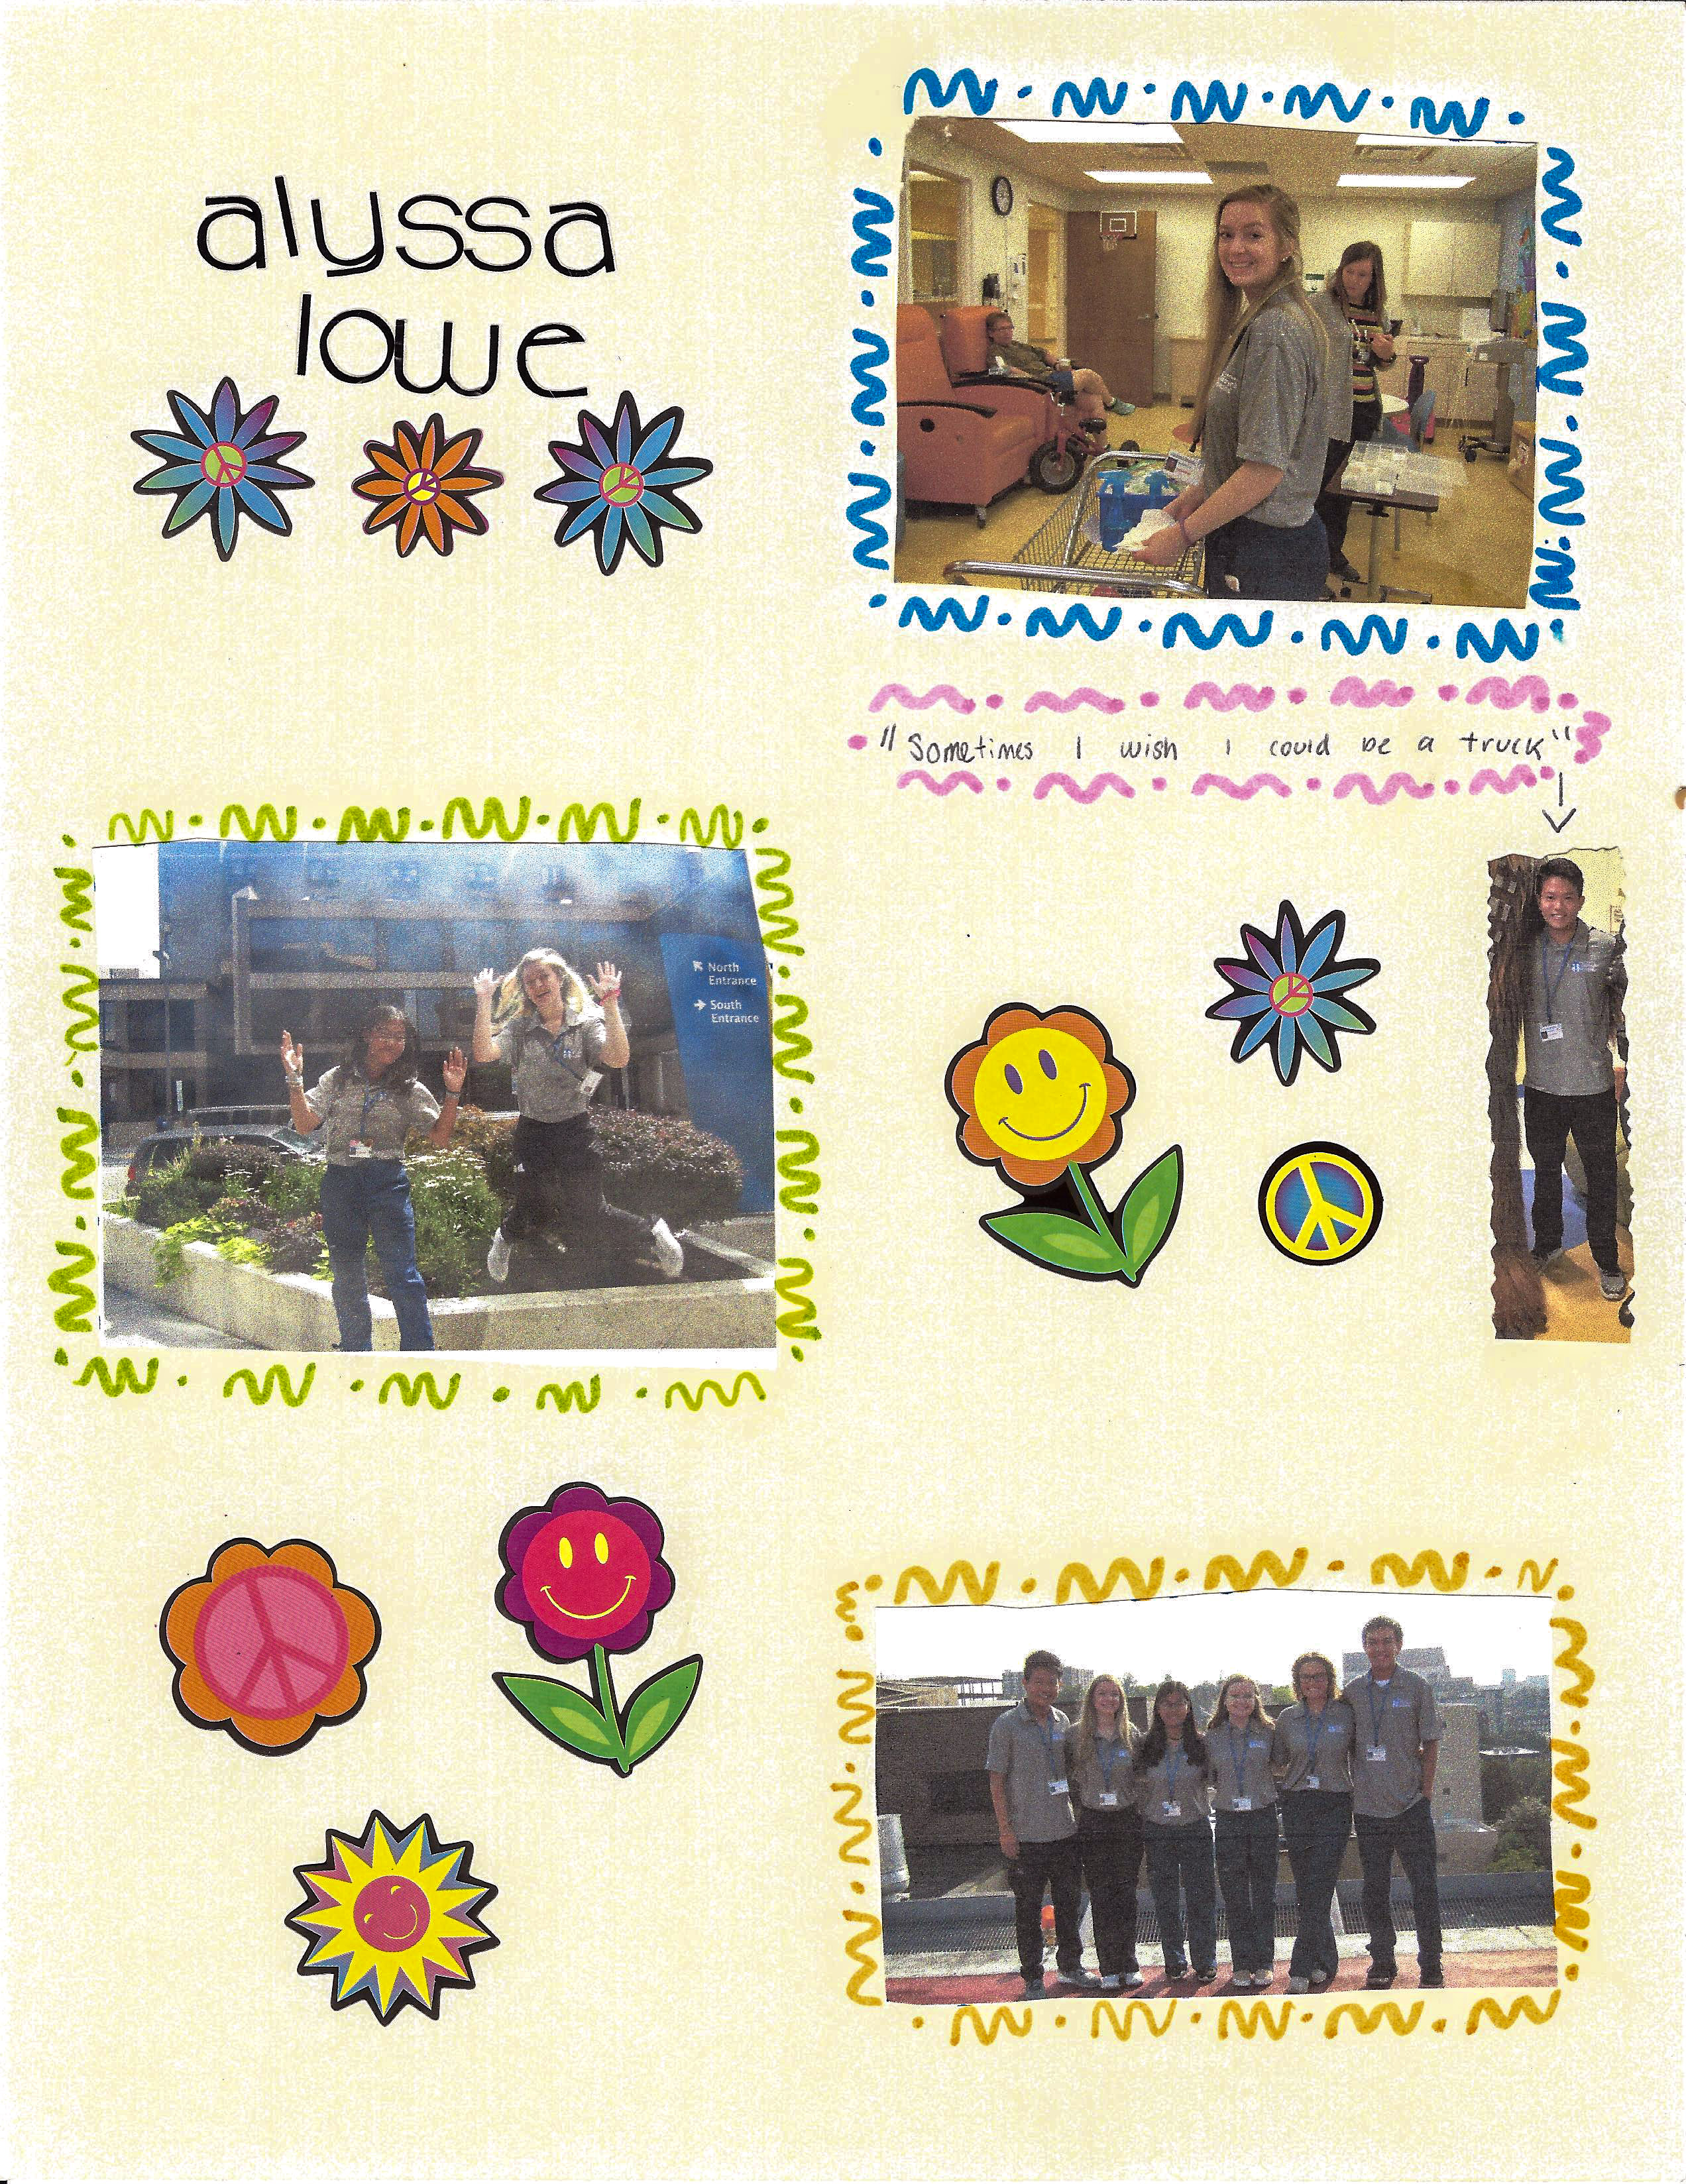 alyssa
lowe
"Sometimes I wish I could be a truck"
North
Entrance
South
Entrance